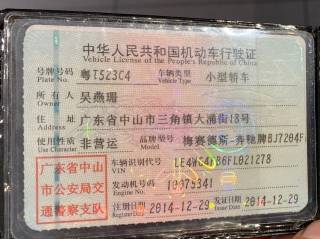 中华人民共和国机动车行驶证
Vehicle License of the People's Republic of China
号牌号码 粤T523C4 车辆类型 小型轿车
Plate No. Vehicle Type
所有人 吴燕珊
Owner
住址 广东省中山市三角镇大涌街18号
Address
使用性质 非营运 品牌型号 梅赛德斯-奔驰牌BJ7204F
Use Character Model
广东省中山
市公安局交
通警察支队
车辆识别代号
VIN
发动机号码
Engine No.
注册日期 2014-12-29 发证日期 2014-12-29
Register Date Issue Date